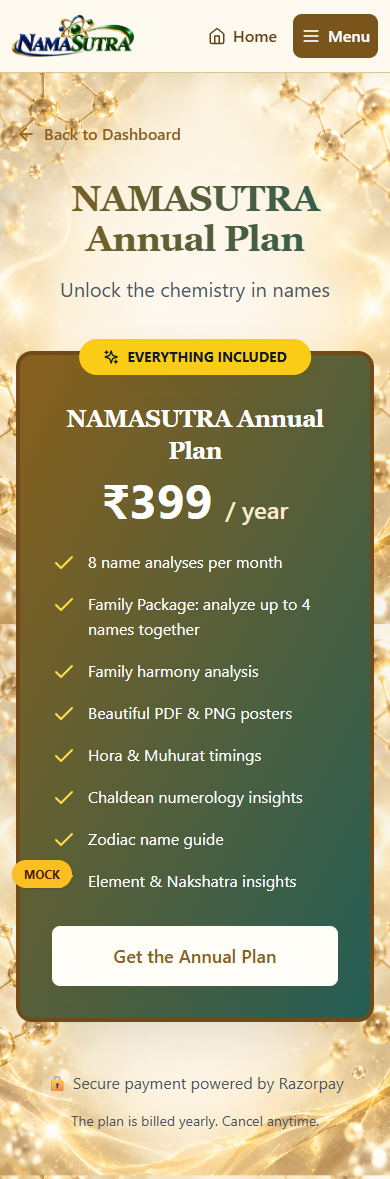 NAMASUTRA
Home
Menu
Back to Dashboard
NAMASUTRA
Annual Plan
Unlock the chemistry in names
EVERYTHING INCLUDED
NAMASUTRA Annual
Plan
₹399 / year
8 name analyses per month
Family Package: analyze up to 4
names together
Family harmony analysis
Beautiful PDF & PNG posters
Hora & Muhurat timings
Chaldean numerology insights
Zodiac name guide
MOCK
Element & Nakshatra insights
Get the Annual Plan
Secure payment powered by Razorpay
The plan is billed yearly. Cancel anytime.